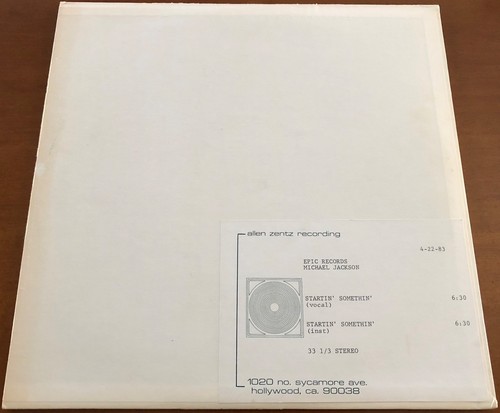 allen zentz recording
4-22-83
EPIC RECORDS
MICHAEL JACKSON
STARTIN' SOMETHIN' 6:30
(vocal)
STARTIN' SOMETHIN' 6:30
(inst)
33 1/3 STEREO
1020 no. sycamore ave.
hollywood, ca. 90038